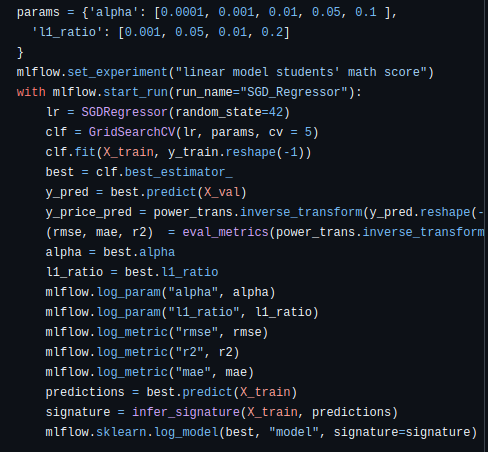 params = {'alpha': [0.0001, 0.001, 0.01, 0.05, 0.1 ],
  'l1_ratio': [0.001, 0.05, 0.01, 0.2]
}
mlflow.set_experiment("linear model students' math score")
with mlflow.start_run(run_name="SGD_Regressor"):
    lr = SGDRegressor(random_state=42)
    clf = GridSearchCV(lr, params, cv = 5)
    clf.fit(X_train, y_train.reshape(-1))
    best = clf.best_estimator_
    y_pred = best.predict(X_val)
    y_price_pred = power_trans.inverse_transform(y_pred.reshape(-
    (rmse, mae, r2)  = eval_metrics(power_trans.inverse_transform
    alpha = best.alpha
    l1_ratio = best.l1_ratio
    mlflow.log_param("alpha", alpha)
    mlflow.log_param("l1_ratio", l1_ratio)
    mlflow.log_metric("rmse", rmse)
    mlflow.log_metric("r2", r2)
    mlflow.log_metric("mae", mae)
    predictions = best.predict(X_train)
    signature = infer_signature(X_train, predictions)
    mlflow.sklearn.log_model(best, "model", signature=signature)